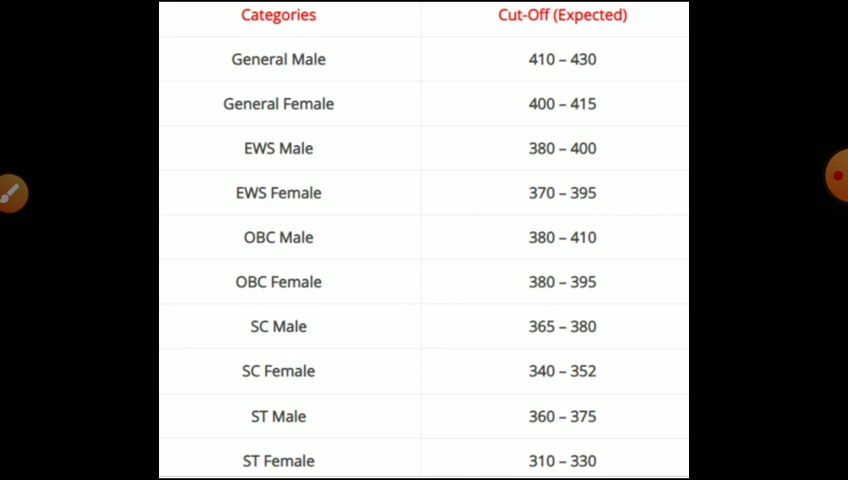 Categories Cut-Off (Expected)
General Male 410 – 430
General Female 400 – 415
EWS Male 380 – 400
EWS Female 370 – 395
OBC Male 380 – 410
OBC Female 380 – 395
SC Male 365 – 380
SC Female 340 – 352
ST Male 360 – 375
ST Female 310 – 330